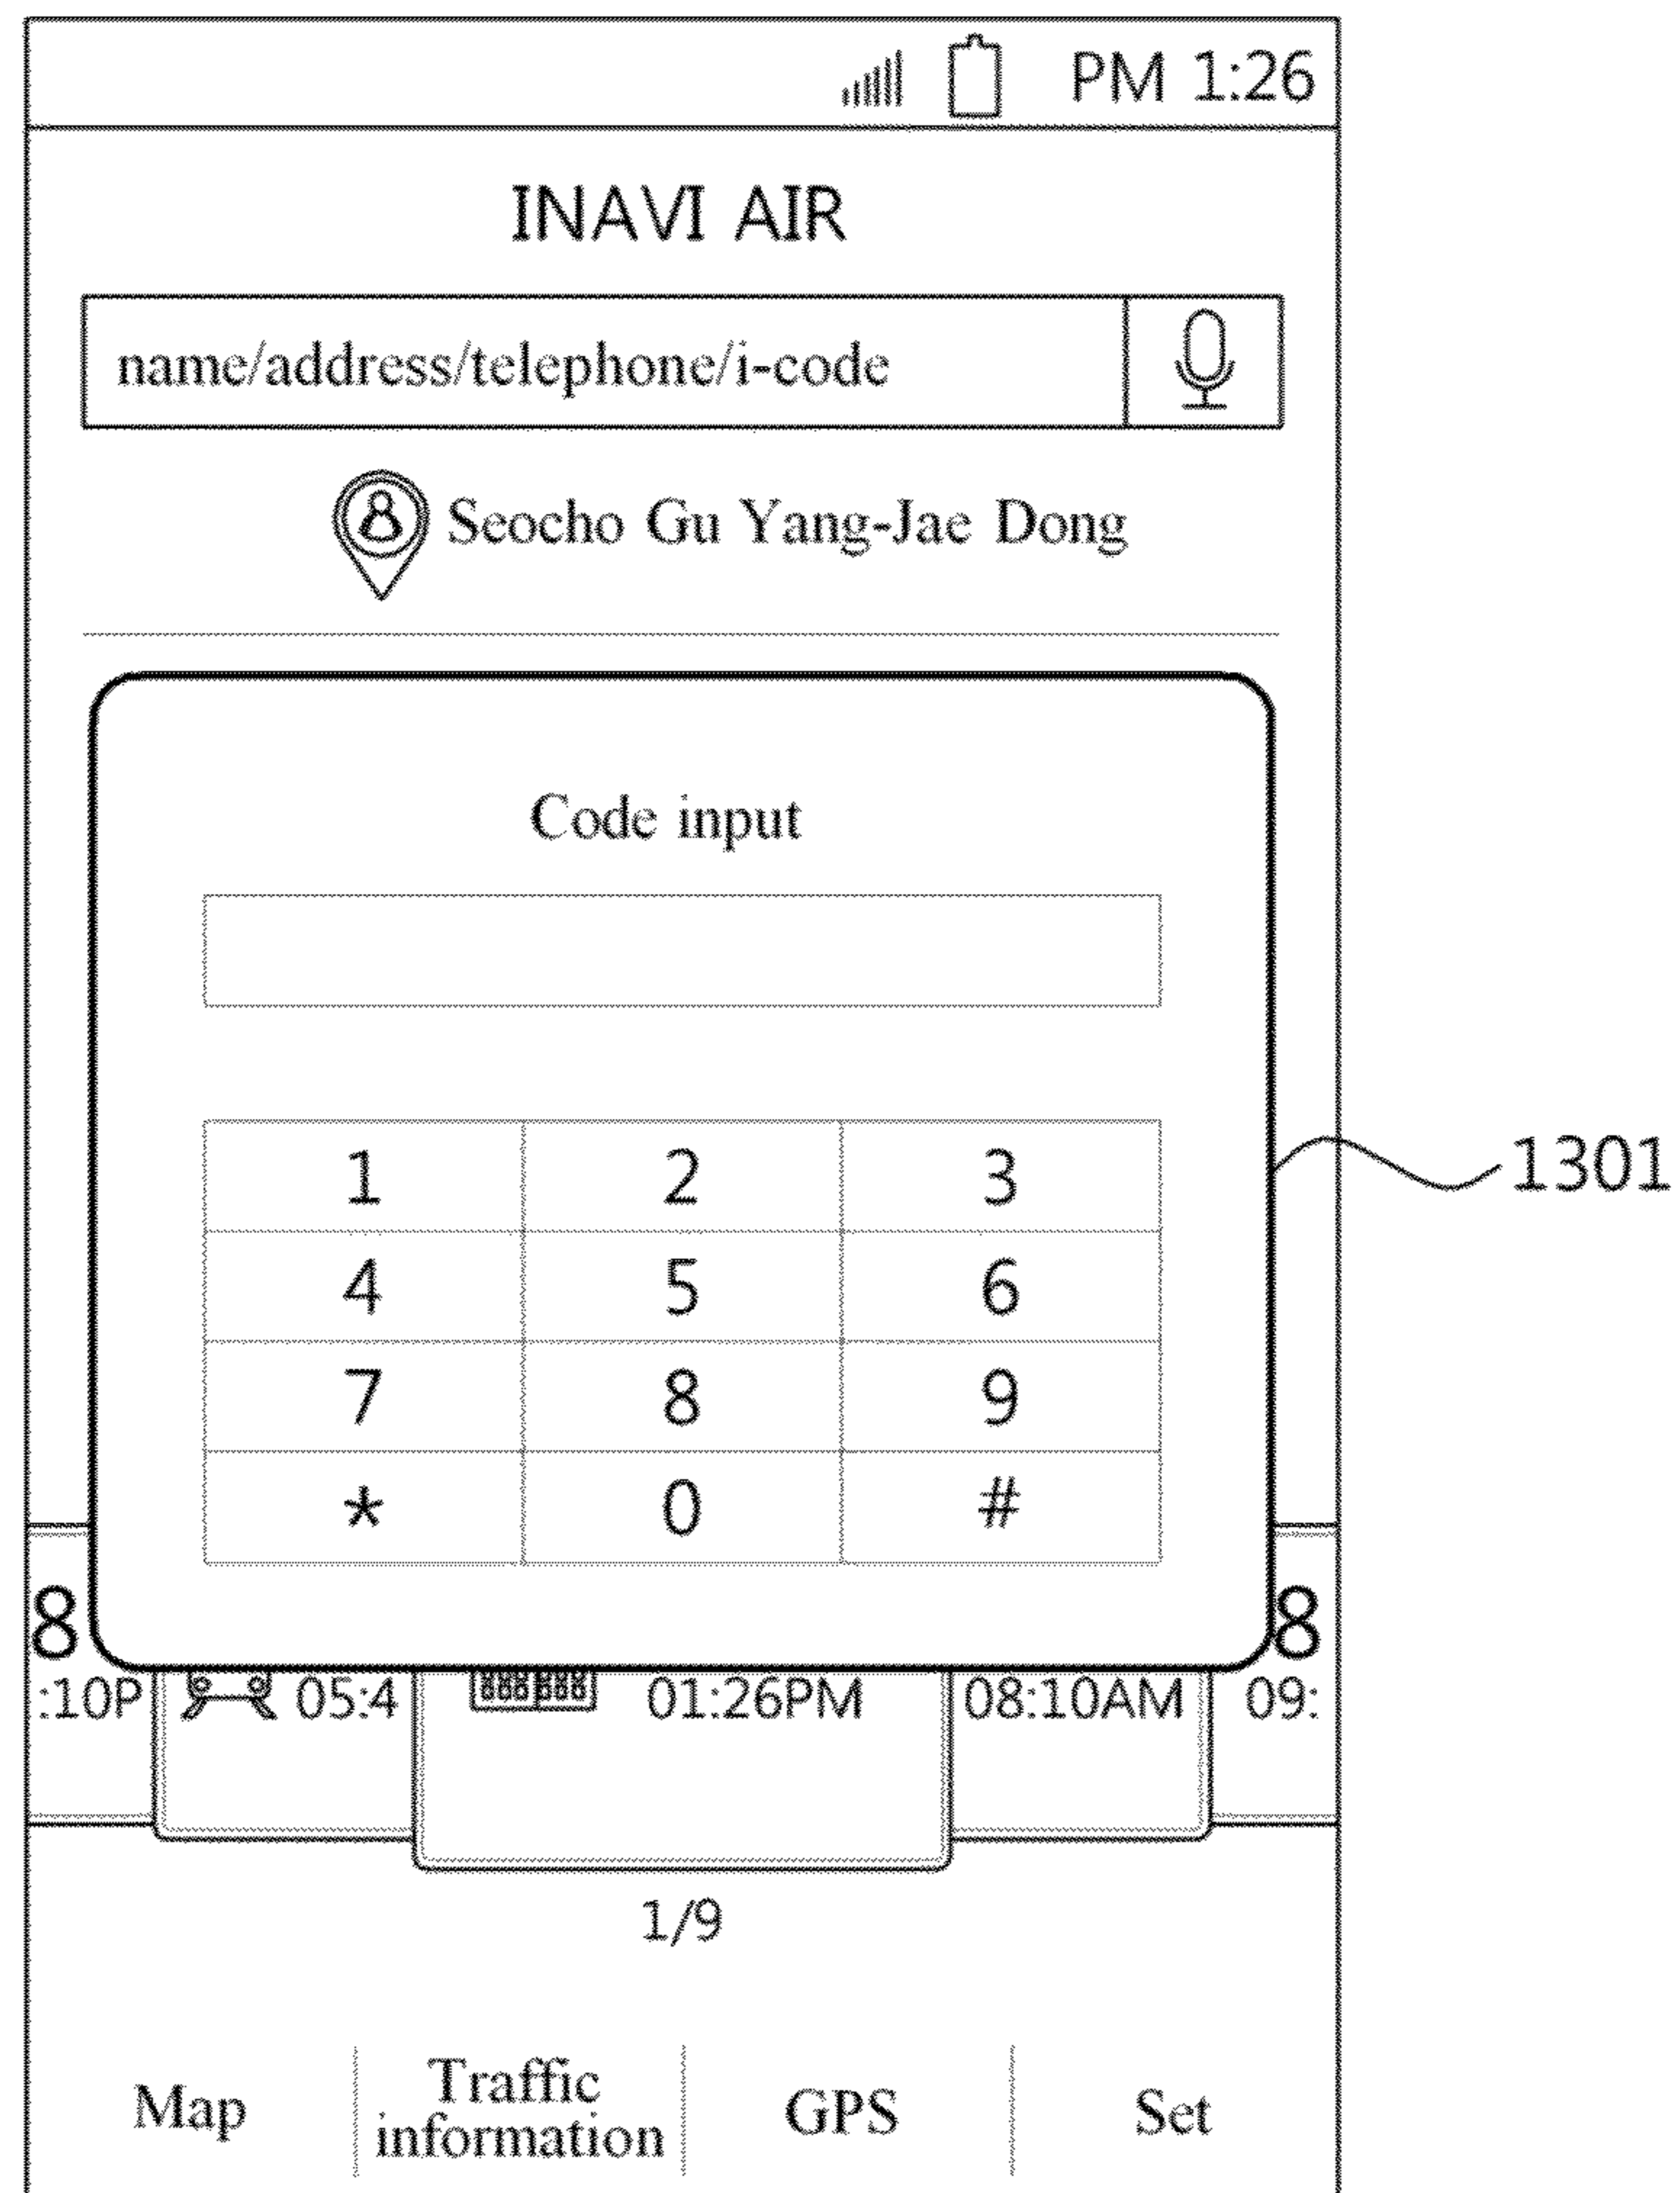 PM 1:26
INAVI AIR
name/address/telephone/i-code
Seocho Gu Yang-Jae Dong
Code input
1 2 3
1301
4 5 6
7 8 9
* 0 #
8 8
:10P 05:4 01:26PM 08:10AM 09:
1/9
Map Traffic information GPS Set